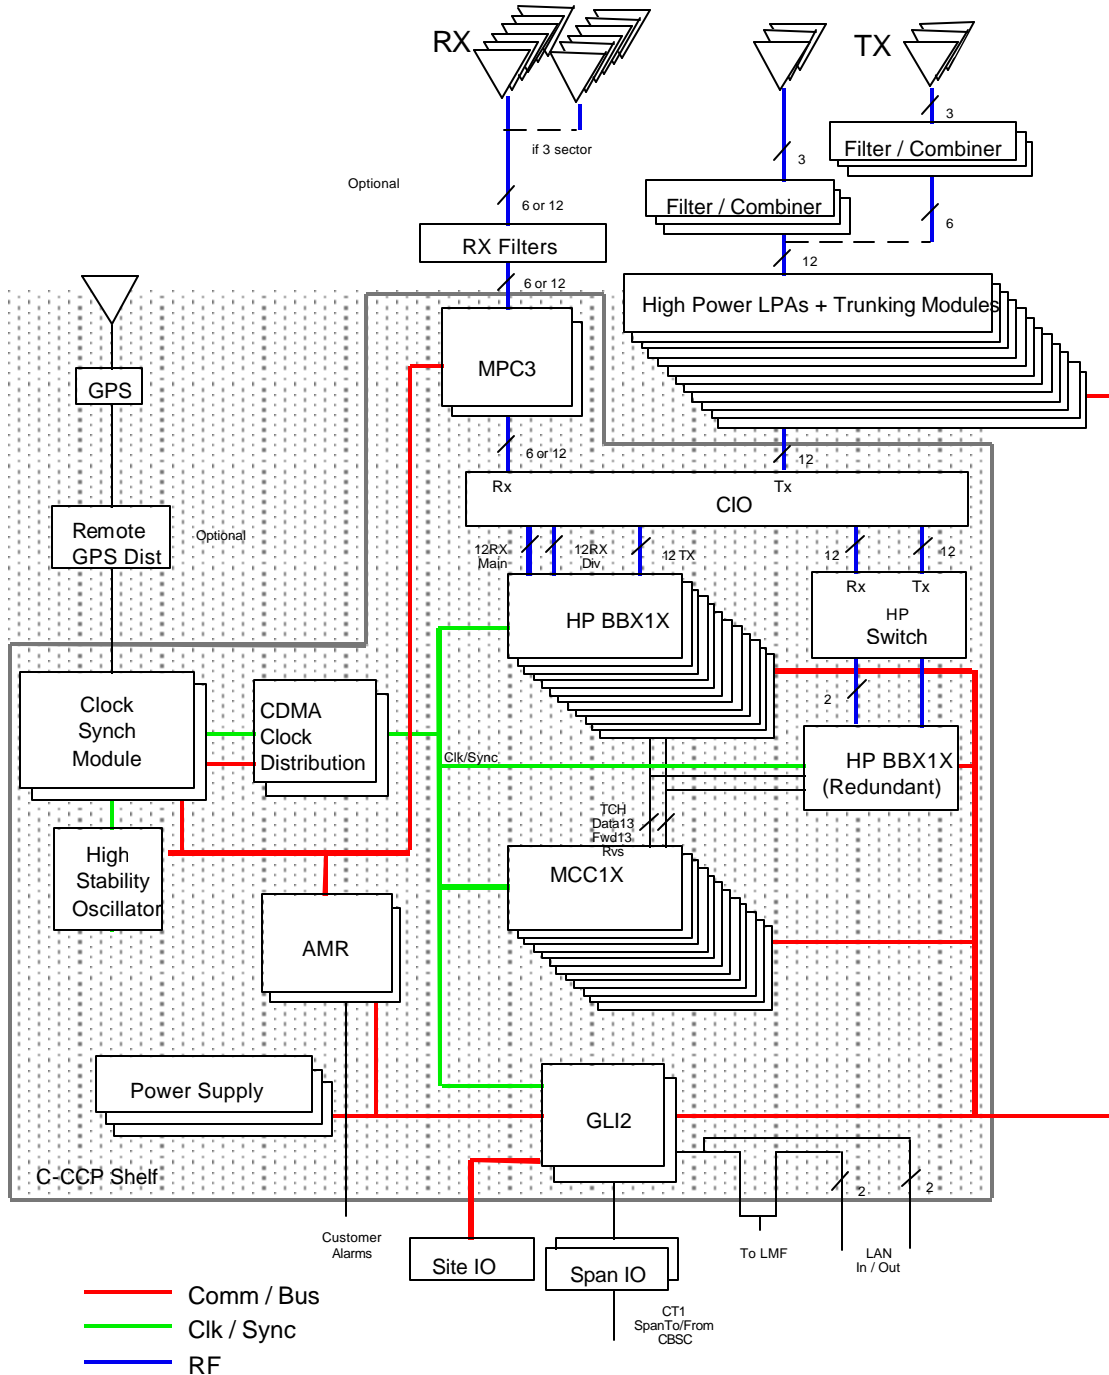 RX
TX
3
Filter / Combiner
if 3 sector
3
Optional
6 or 12
Filter / Combiner
6
RX Filters
12
6 or 12
High Power LPAs + Trunking Modules
MPC3
GPS
6 or 12
12
Rx
Tx
CIO
Remote
GPS Dist
Optional
12RX
Main
12RX
Div
12 TX
12
12
Rx
Tx
HP BBX1X
HP
Switch
2
Clock
Synch
Module
CDMA
Clock
Distribution
Clk/Sync
HP BBX1X
(Redundant)
TCH
Data13
Fwd13
Rvs
High
Stability
Oscillator
MCC1X
AMR
Power Supply
GLI2
C-CCP Shelf
2
2
Customer
Alarms
Site IO
Span IO
To LMF
LAN
In / Out
CT1
SpanTo/From
CBSC
Comm / Bus
Clk / Sync
RF